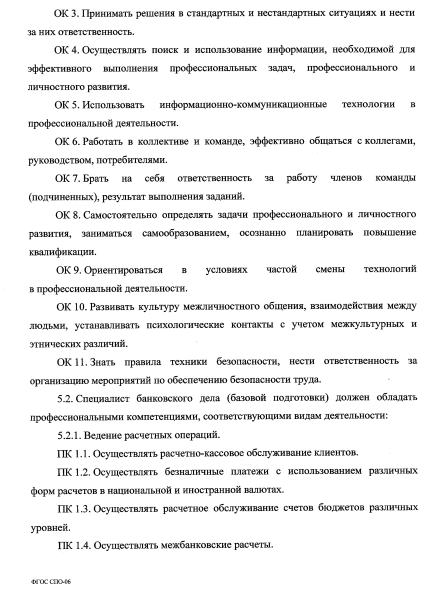 ОК 3. Принимать решения в стандартных и нестандартных ситуациях и нести
за них ответственность.
ОК 4. Осуществлять поиск и использование информации, необходимой для
эффективного выполнения профессиональных задач, профессионального и
личностного развития.
ОК 5. Использовать информационно-коммуникационные технологии в
профессиональной деятельности.
ОК 6. Работать в коллективе и команде, эффективно общаться с коллегами,
руководством, потребителями.
ОК 7. Брать на себя ответственность за работу членов команды
(подчиненных), результат выполнения заданий.
ОК 8. Самостоятельно определять задачи профессионального и личностного
развития, заниматься самообразованием, осознанно планировать повышение
квалификации.
ОК 9. Ориентироваться в условиях частой смены технологий
в профессиональной деятельности.
ОК 10. Развивать культуру межличностного общения, взаимодействия между
людьми, устанавливать психологические контакты с учетом межкультурных и
этнических различий.
ОК 11. Знать правила техники безопасности, нести ответственность за
организацию мероприятий по обеспечению безопасности труда.
5.2. Специалист банковского дела (базовой подготовки) должен обладать
профессиональными компетенциями, соответствующими видам деятельности:
5.2.1. Ведение расчетных операций.
ПК 1.1. Осуществлять расчетно-кассовое обслуживание клиентов.
ПК 1.2. Осуществлять безналичные платежи с использованием различных
форм расчетов в национальной и иностранной валютах.
ПК 1.3. Осуществлять расчетное обслуживание счетов бюджетов различных
уровней.
ПК 1.4. Осуществлять межбанковские расчеты.
ФГОС СПО-06